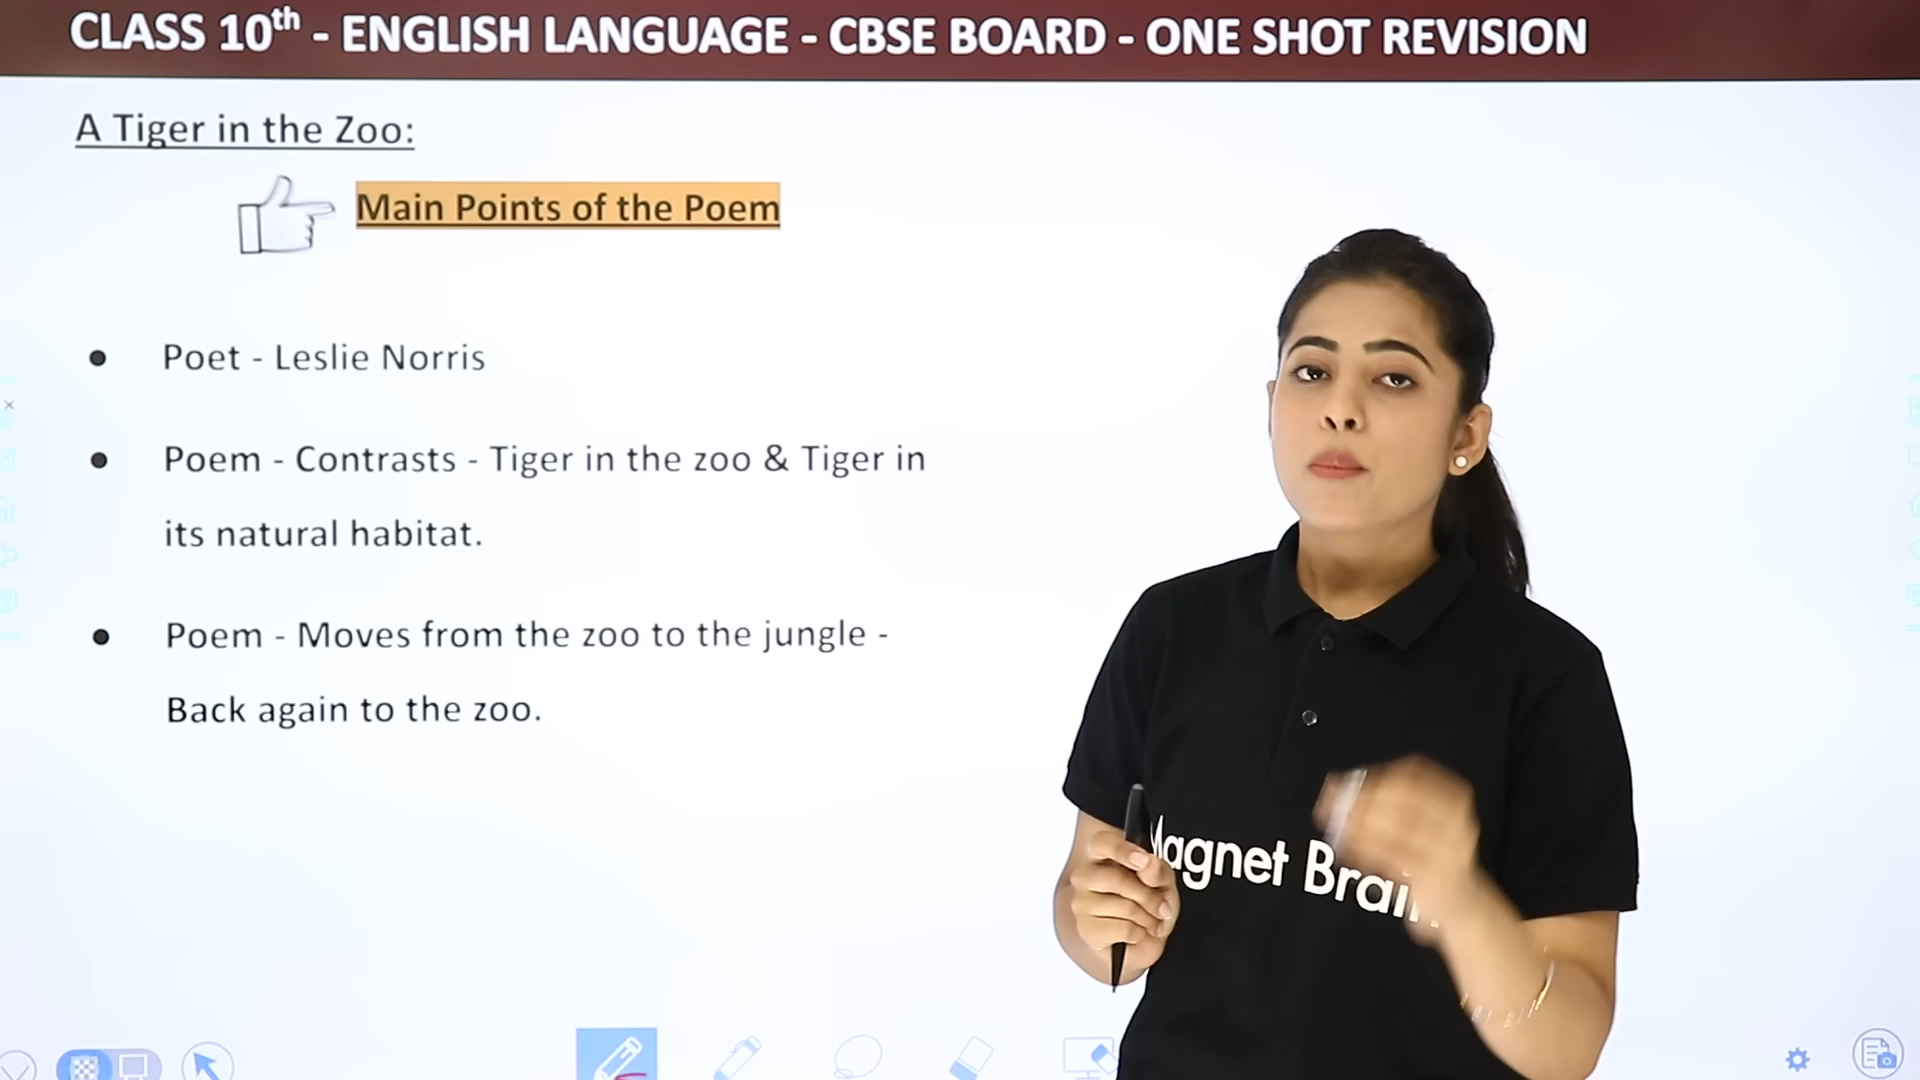 CLASS 10th - ENGLISH LANGUAGE - CBSE BOARD - ONE SHOT REVISION
A Tiger in the Zoo:
Main Points of the Poem
● Poet - Leslie Norris
● Poem - Contrasts - Tiger in the zoo & Tiger in
its natural habitat.
● Poem - Moves from the zoo to the jungle -
Back again to the zoo.
Magnet Brain